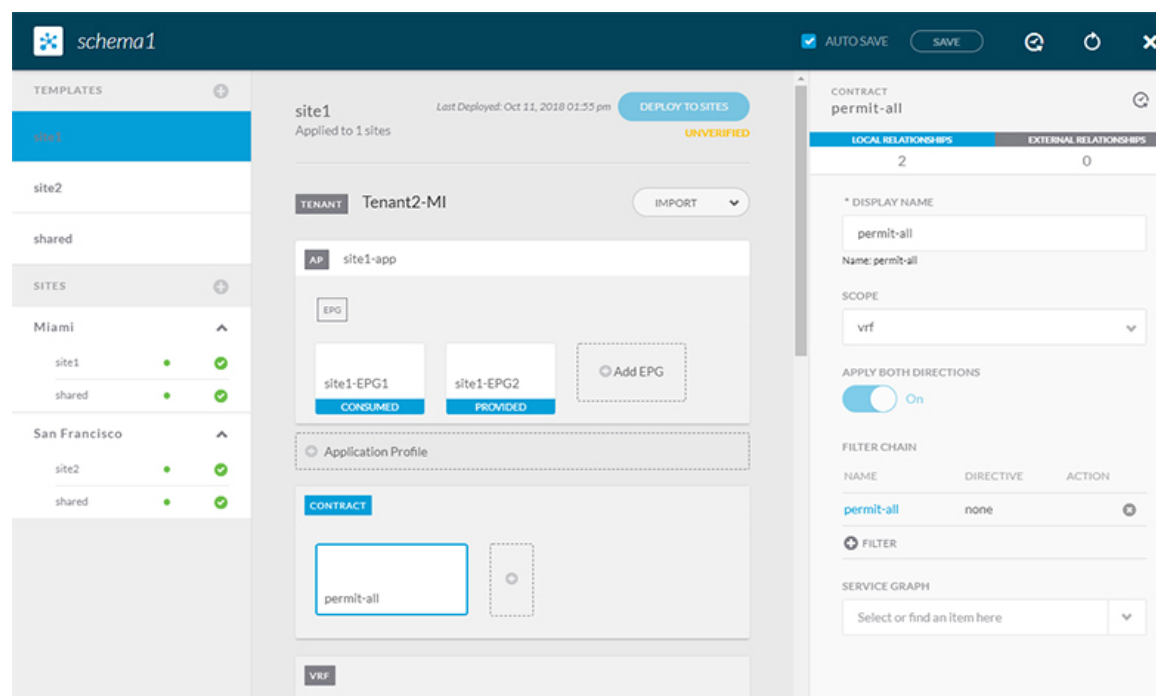 schema1
AUTO SAVE
SAVE
TEMPLATES
site1
site2
shared
SITES
Miami
site1
shared
San Francisco
site2
shared
site1
Last Deployed: Oct 11, 2018 01:55 pm
DEPLOY TO SITES
Applied to 1 sites
UNVERIFIED
TENANT Tenant2-MI
IMPORT
AP site1-app
EPG
site1-EPG1
CONSUMED
site1-EPG2
PROVIDED
Add EPG
Application Profile
CONTRACT
permit-all
VRF
CONTRACT
permit-all
LOCAL RELATIONSHIPS EXTERNAL RELATIONSHIPS
2 0
* DISPLAY NAME
permit-all
Name: permit-all
SCOPE
vrf
APPLY BOTH DIRECTIONS
On
FILTER CHAIN
NAME DIRECTIVE ACTION
permit-all none
FILTER
SERVICE GRAPH
Select or find an item here